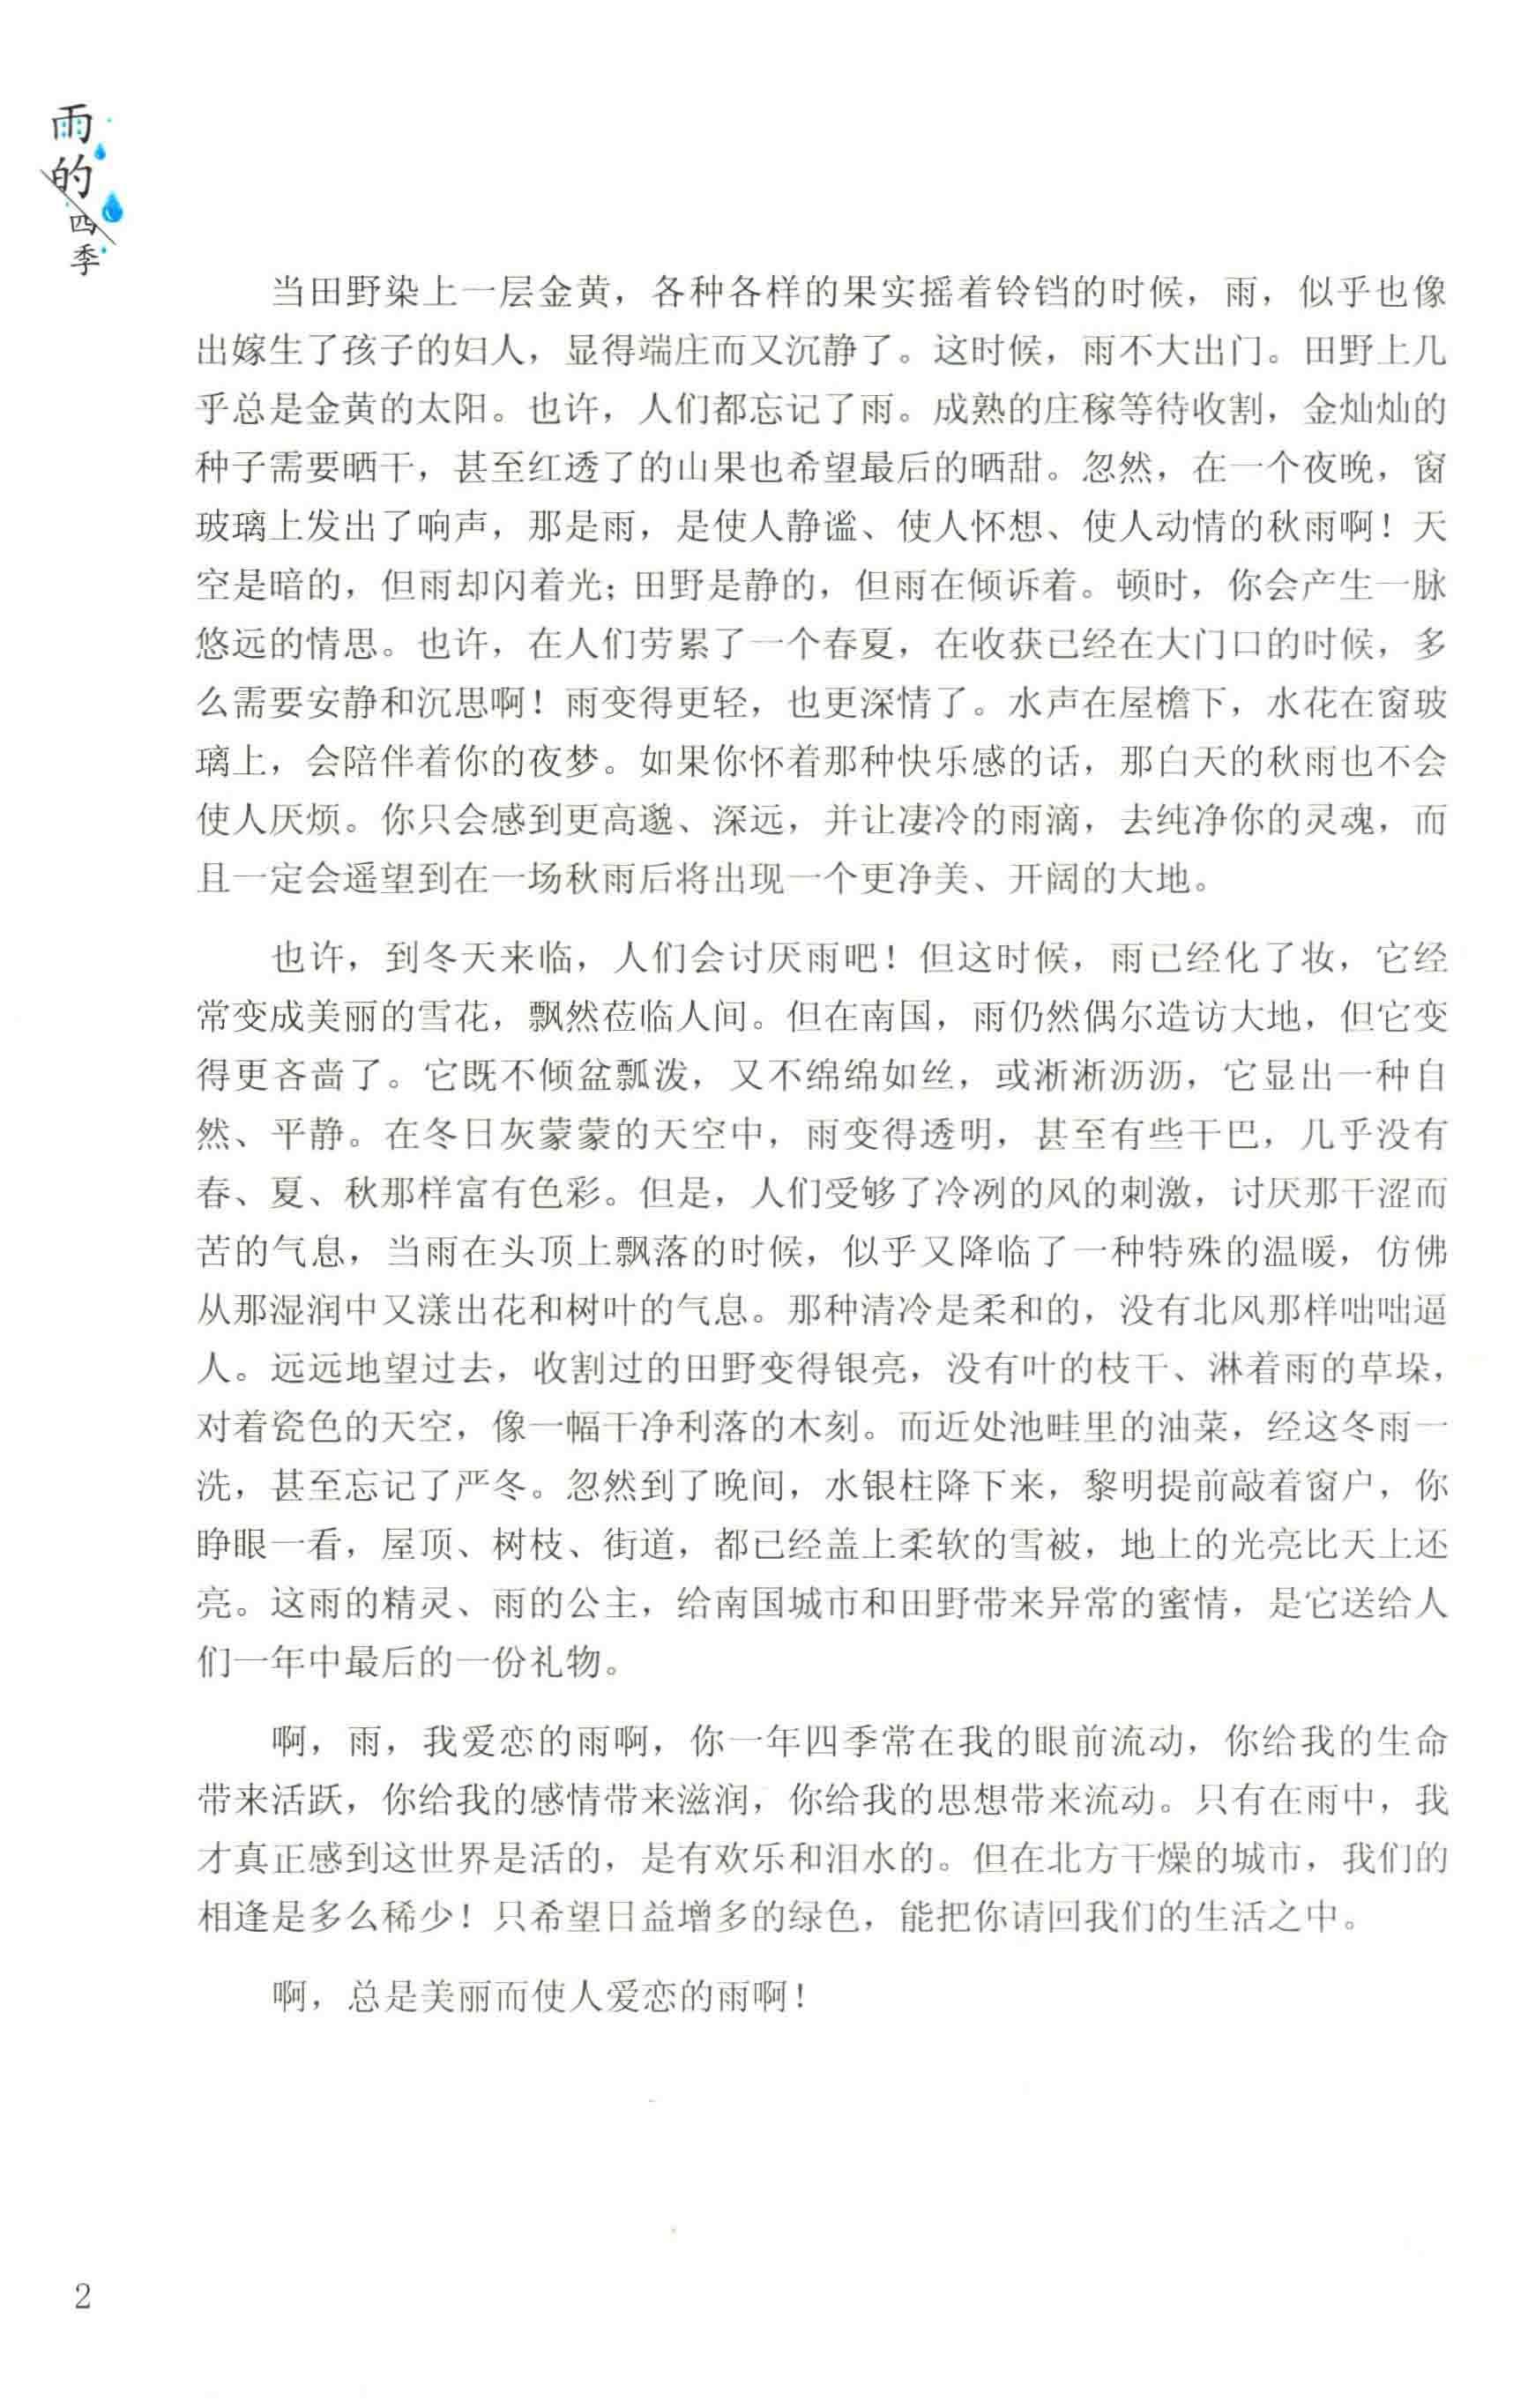 雨的四季
当田野染上一层金黄，各种各样的果实摇着铃铛的时候，雨，似乎也像
出嫁生了孩子的妇人，显得端庄而又沉静了。这时候，雨不大出门。田野上几
乎总是金黄的太阳。也许，人们都忘记了雨。成熟的庄稼等待收割，金灿灿的
种子需要晒干，甚至红透了的山果也希望最后的晒甜。忽然，在一个夜晚，窗
玻璃上发出了响声，那是雨，是使人静谧、使人怀想、使人动情的秋雨啊！天
空是暗的，但雨却闪着光；田野是静的，但雨在倾诉着。顿时，你会产生一脉
悠远的情思。也许，在人们劳累了一个春夏，在收获已经在大门口的时候，多
么需要安静和沉思啊！雨变得更轻，也更深情了。水声在屋檐下，水花在窗玻
璃上，会陪伴着你的夜梦。如果你怀着那种快乐感的话，那白天的秋雨也不会
使人厌烦。你只会感到更高邈、深远，并让凄冷的雨滴，去纯净你的灵魂，而
且一定会遥望到在一场秋雨后将出现一个更净美、开阔的大地。
也许，到冬天来临，人们会讨厌雨吧！但这时候，雨已经化了妆，它经
常变成美丽的雪花，飘然莅临人间。但在南国，雨仍然偶尔造访大地，但它变
得更吝啬了。它既不倾盆瓢泼，又不绵绵如丝，或淅淅沥沥，它显出一种自
然、平静。在冬日灰蒙蒙的天空中，雨变得透明，甚至有些干巴，几乎没有
春、夏、秋那样富有色彩。但是，人们受够了冷冽的风的刺激，讨厌那干涩而
苦的气息，当雨在头顶上飘落的时候，似乎又降临了一种特殊的温暖，仿佛
从那湿润中又漾出花和树叶的气息。那种清冷是柔和的，没有北风那样咄咄逼
人。远远地望过去，收割过的田野变得银亮，没有叶的枝干、淋着雨的草垛，
对着瓷色的天空，像一幅干净利落的木刻。而近处池畦里的油菜，经这冬雨一
洗，甚至忘记了严冬。忽然到了晚间，水银柱降下来，黎明提前敲着窗户，你
睁眼一看，屋顶、树枝、街道，都已经盖上柔软的雪被，地上的光亮比天上还
亮。这雨的精灵、雨的公主，给南国城市和田野带来异常的蜜情，是它送给人
们一年中最后的一份礼物。
啊，雨，我爱恋的雨啊，你一年四季常在我的眼前流动，你给我的生命
带来活跃，你给我的感情带来滋润，你给我的思想带来流动。只有在雨中，我
才真正感到这世界是活的，是有欢乐和泪水的。但在北方干燥的城市，我们的
相逢是多么稀少！只希望日益增多的绿色，能把你请回我们的生活之中。
啊，总是美丽而使人爱恋的雨啊！
2